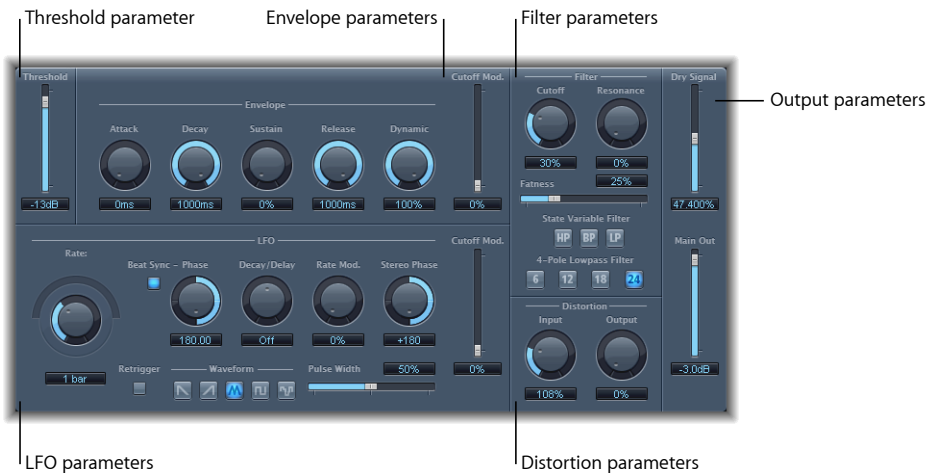 Threshold parameter
Envelope parameters
Filter parameters
Output parameters
Threshold
-13dB
Envelope
Attack
Decay
Sustain
Release
Dynamic
0ms
1000ms
0%
1000ms
100%
Cutoff Mod.
0%
Filter
Cutoff
Resonance
30%
0%
Fatness
25%
State Variable Filter
HP
BP
LP
4-Pole Lowpass Filter
6
12
18
24
Dry Signal
47.400%
LFO
Rate:
1 bar
Beat Sync – Phase
Decay/Delay
Rate Mod.
Stereo Phase
180.00
Off
0%
+180
Retrigger
Waveform
Pulse Width
50%
Cutoff Mod.
0%
Distortion
Input
Output
108%
0%
Main Out
-3.0dB
LFO parameters
Distortion parameters